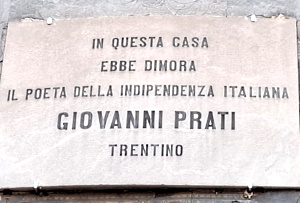 IN QUESTA CASA
EBBE DIMORA
IL POETA DELLA INDIPENDENZA ITALIANA
GIOVANNI PRATI
TRENTINO